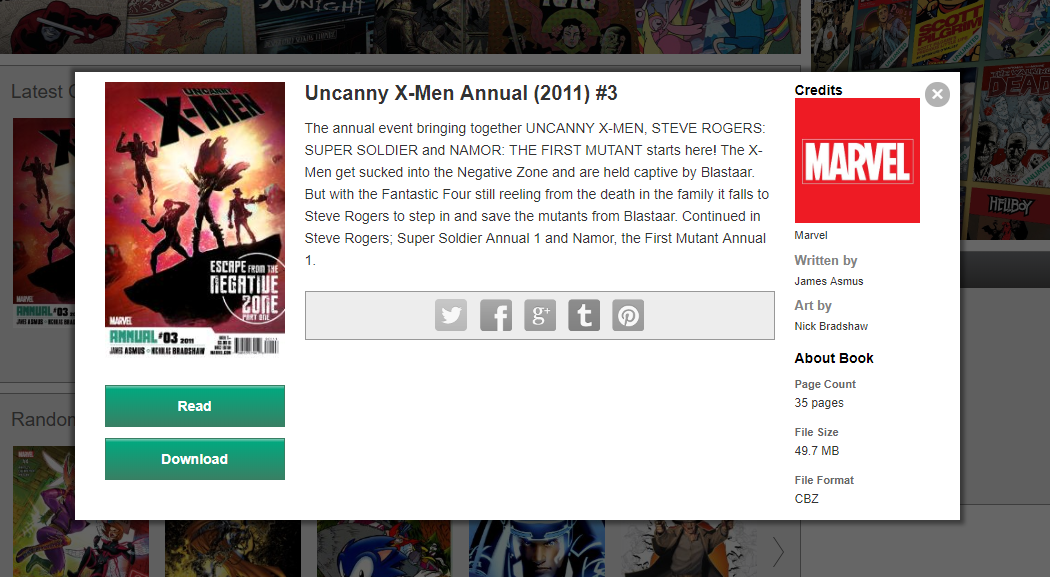 Latest C
SCOTT
PILGRIM
HELLBOY
Random
UNCANNY
X-MEN
ESCAPE FROM THE
NEGATIVE
ZONE
PART ONE
MARVEL
ANNUAL #03 2011
JAMES ASMUS • NICHOLAS BRADSHAW
Read
Download
Uncanny X-Men Annual (2011) #3
The annual event bringing together UNCANNY X-MEN, STEVE ROGERS:
SUPER SOLDIER and NAMOR: THE FIRST MUTANT starts here! The X-
Men get sucked into the Negative Zone and are held captive by Blastaar.
But with the Fantastic Four still reeling from the death in the family it falls to
Steve Rogers to step in and save the mutants from Blastaar. Continued in
Steve Rogers; Super Soldier Annual 1 and Namor, the First Mutant Annual
1.
Credits
MARVEL
Marvel
Written by
James Asmus
Art by
Nick Bradshaw
About Book
Page Count
35 pages
File Size
49.7 MB
File Format
CBZ